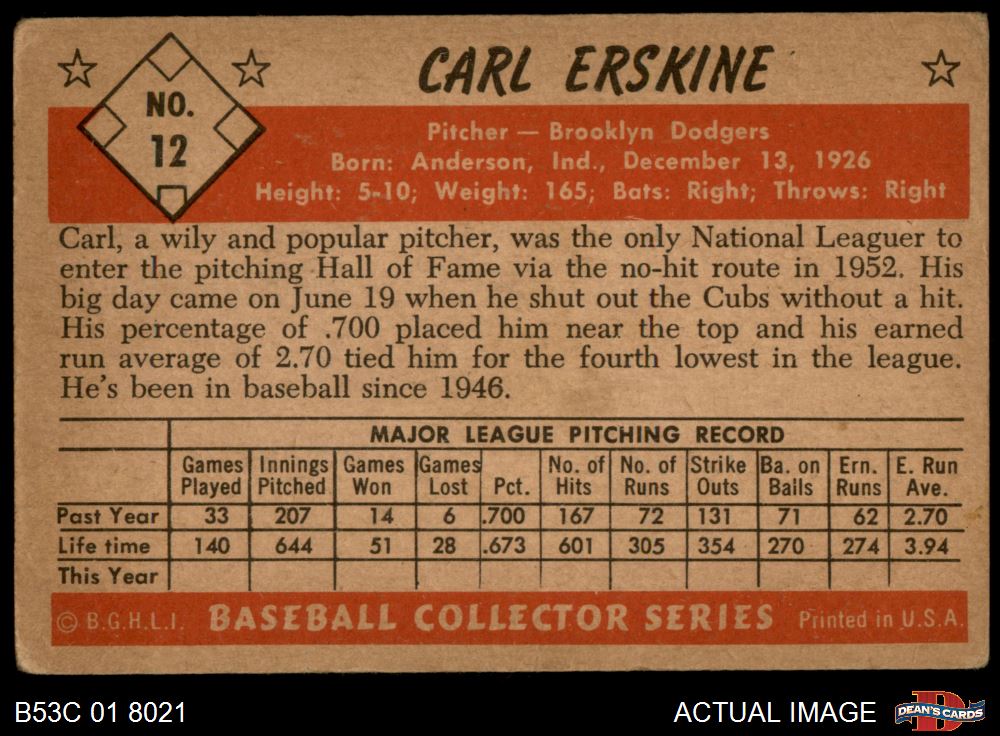 NO.
12
CARL ERSKINE
Pitcher — Brooklyn Dodgers
Born: Anderson, Ind., December 13, 1926
Height: 5-10; Weight: 165; Bats: Right; Throws: Right
Carl, a wily and popular pitcher, was the only National Leaguer to
enter the pitching Hall of Fame via the no-hit route in 1952. His
big day came on June 19 when he shut out the Cubs without a hit.
His percentage of .700 placed him near the top and his earned
run average of 2.70 tied him for the fourth lowest in the league.
He's been in baseball since 1946.
MAJOR LEAGUE PITCHING RECORD
Games Innings Games Games No. of No. of Strike Ba. on Ern. E. Run
Played Pitched Won Lost Pct. Hits Runs Outs Balls Runs Ave.
Past Year 33 207 14 6 .700 167 72 131 71 62 2.70
Life time 140 644 51 28 .673 601 305 354 270 274 3.94
This Year
© B.G.H.L.I. BASEBALL COLLECTOR SERIES Printed in U.S.A.
B53C 01 8021 ACTUAL IMAGE DEAN'S CARDS